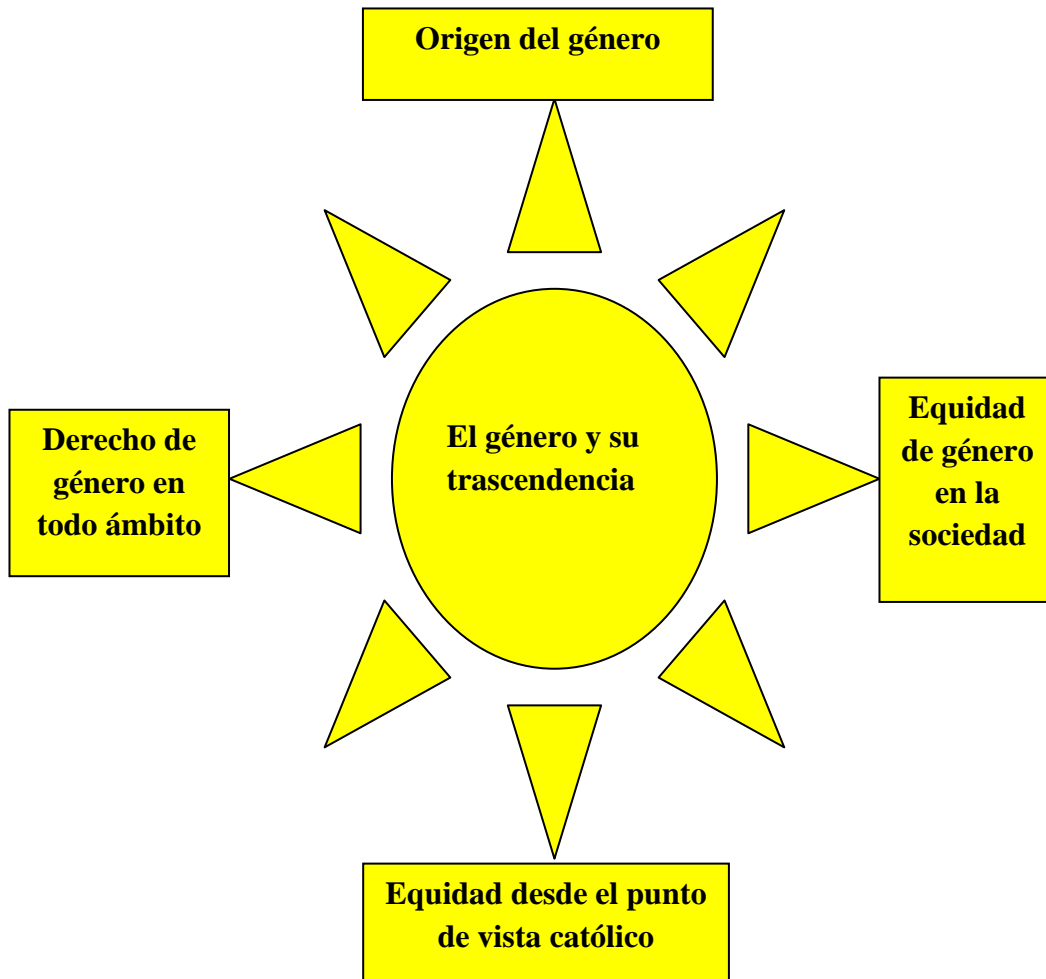 Origen del género
El género y su
trascendencia
Derecho de
género en
todo ámbito
Equidad
de género
en la
sociedad
Equidad desde el punto
de vista católico